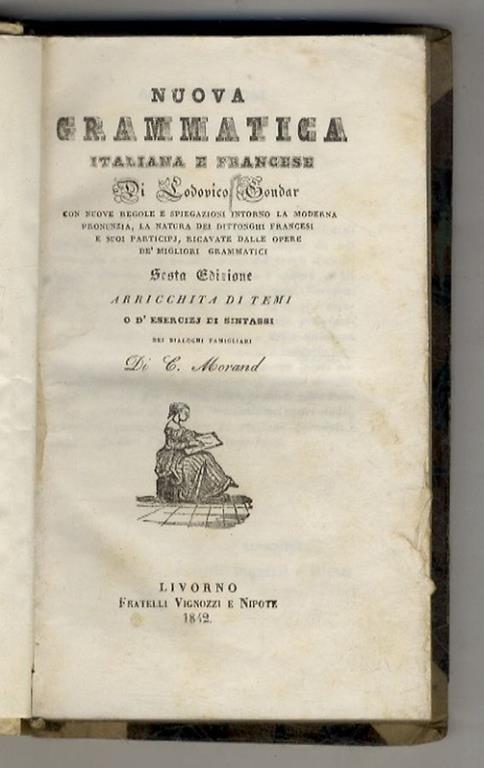 NUOVA
GRAMMATICA
ITALIANA E FRANCESE
Di Lodovico Goudar
CON NUOVE REGOLE E SPIEGAZIONI INTORNO LA MODERNA
PRONUNZIA, LA NATURA DEI DITTONGHI FRANCESI
E SUOI PARTICIPJ, RICAVATE DALLE OPERE
DE' MIGLIORI GRAMMATICI
Sesta Edizione
ARRICCHITA DI TEMI
O D' ESERCIZJ DI SINTASSI
DEI DIALOGHI FAMIGLIARI
Di C. Morand
LIVORNO
FRATELLI VIGNOZZI E NIPOTE
1842.